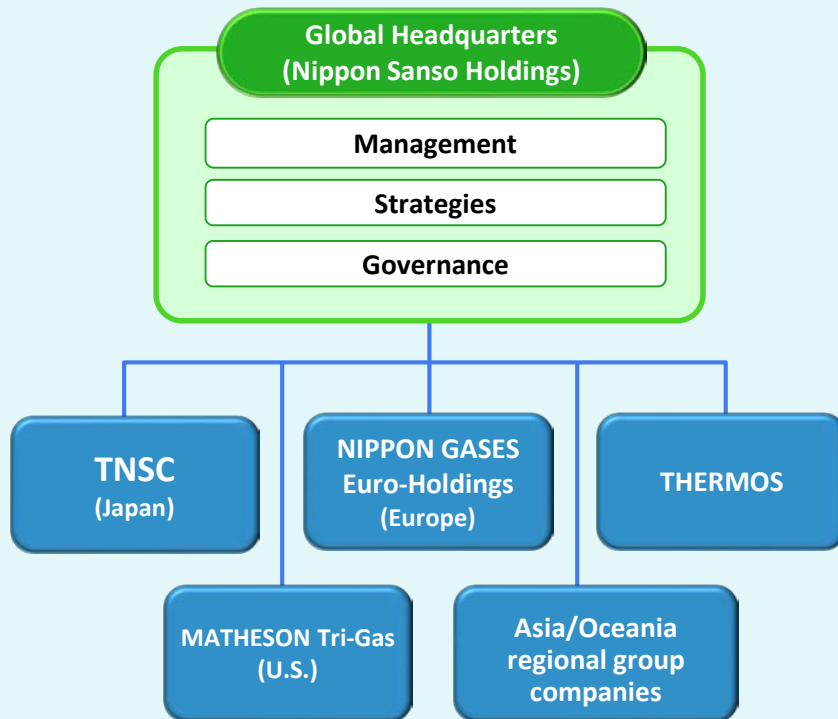 Global Headquarters
(Nippon Sanso Holdings)
Management
Strategies
Governance
TNSC
(Japan)
NIPPON GASES
Euro-Holdings
(Europe)
THERMOS
MATHESON Tri-Gas
(U.S.)
Asia/Oceania
regional group
companies